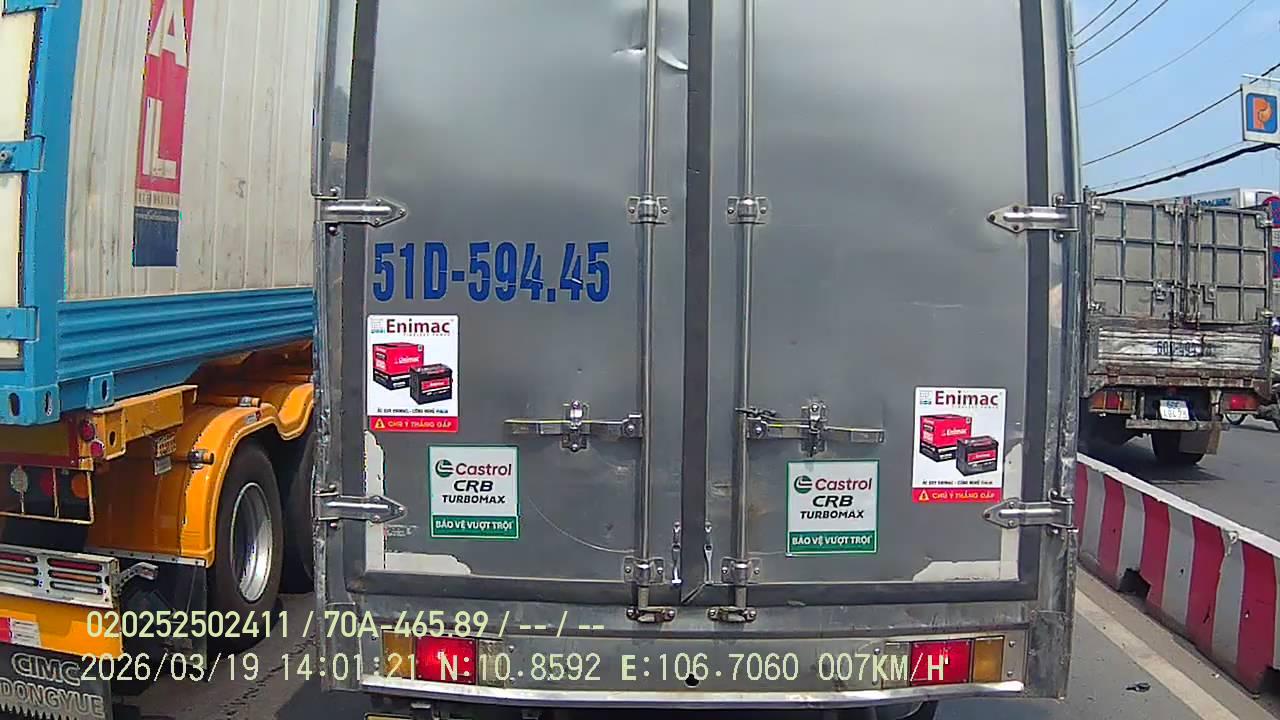 51D-594.45
Enimac
CHÚ Ý THẮNG GẤP
Castrol
CRB
TURBOMAX
BẢO VỆ VƯỢT TRỘI
Enimac
CHÚ Ý THẮNG GẤP
Castrol
CRB
TURBOMAX
BẢO VỆ VƯỢT TRỘI
020252502411 / 70A-465.89 / -- / --
2026/03/19 14:01:21 N:10.8592 E:106.7060 007KM/H
CIMC
DONGYUE